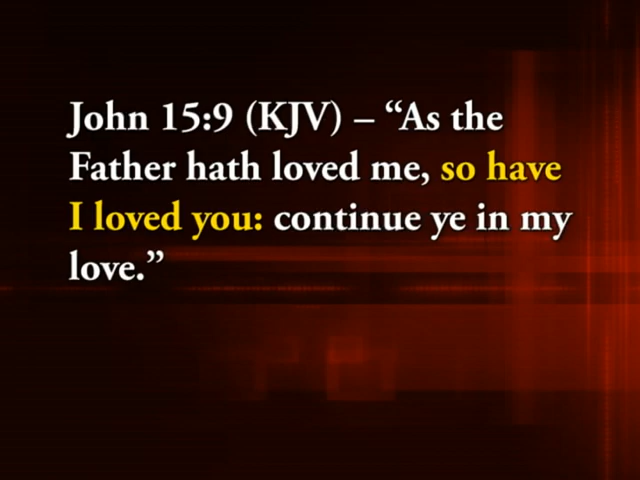 John 15:9 (KJV) – “As the
Father hath loved me, so have
I loved you: continue ye in my
love.”